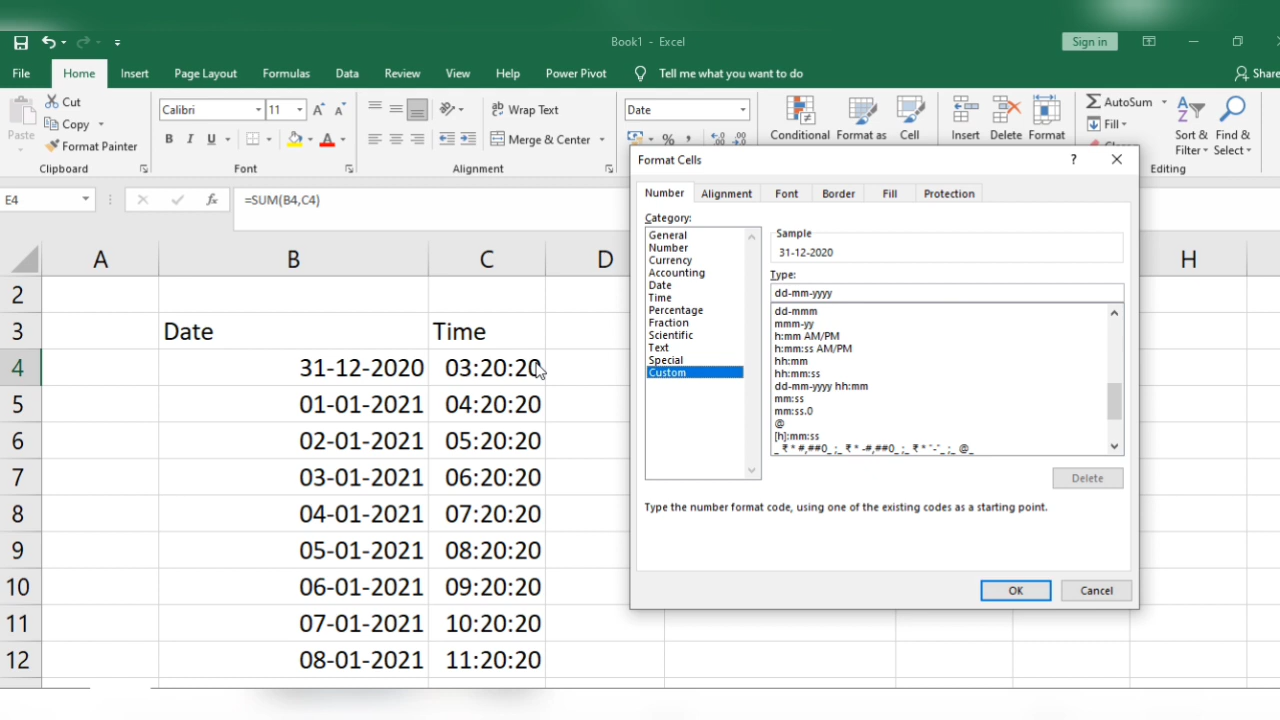 Book1 - Excel
Sign in
File Home Insert Page Layout Formulas Data Review View Help Power Pivot Tell me what you want to do Share
Cut
Copy
Format Painter
Paste
Clipboard
Calibri 11
B I U
Font
Wrap Text
Merge & Center
Alignment
Date
Conditional Format as Cell
Insert Delete Format
AutoSum
Fill
Sort & Find &
Filter Select
Editing
E4
fx
=SUM(B4,C4)
A B C D H
2
3 Date Time
4 31-12-2020 03:20:20
5 01-01-2021 04:20:20
6 02-01-2021 05:20:20
7 03-01-2021 06:20:20
8 04-01-2021 07:20:20
9 05-01-2021 08:20:20
10 06-01-2021 09:20:20
11 07-01-2021 10:20:20
12 08-01-2021 11:20:20
Format Cells ?
Number Alignment Font Border Fill Protection
Category:
General
Number
Currency
Accounting
Date
Time
Percentage
Fraction
Scientific
Text
Special
Custom
Sample
31-12-2020
Type:
dd-mm-yyyy
dd-mmm
mmm-yy
h:mm AM/PM
h:mm:ss AM/PM
hh:mm
hh:mm:ss
dd-mm-yyyy hh:mm
mm:ss
mm:ss.0
@
[h]:mm:ss
_ ₹ * #,##0_ ;_ ₹ * -#,##0_ ;_ ₹ * "-"_ ;_ @_
Delete
Type the number format code, using one of the existing codes as a starting point.
OK Cancel